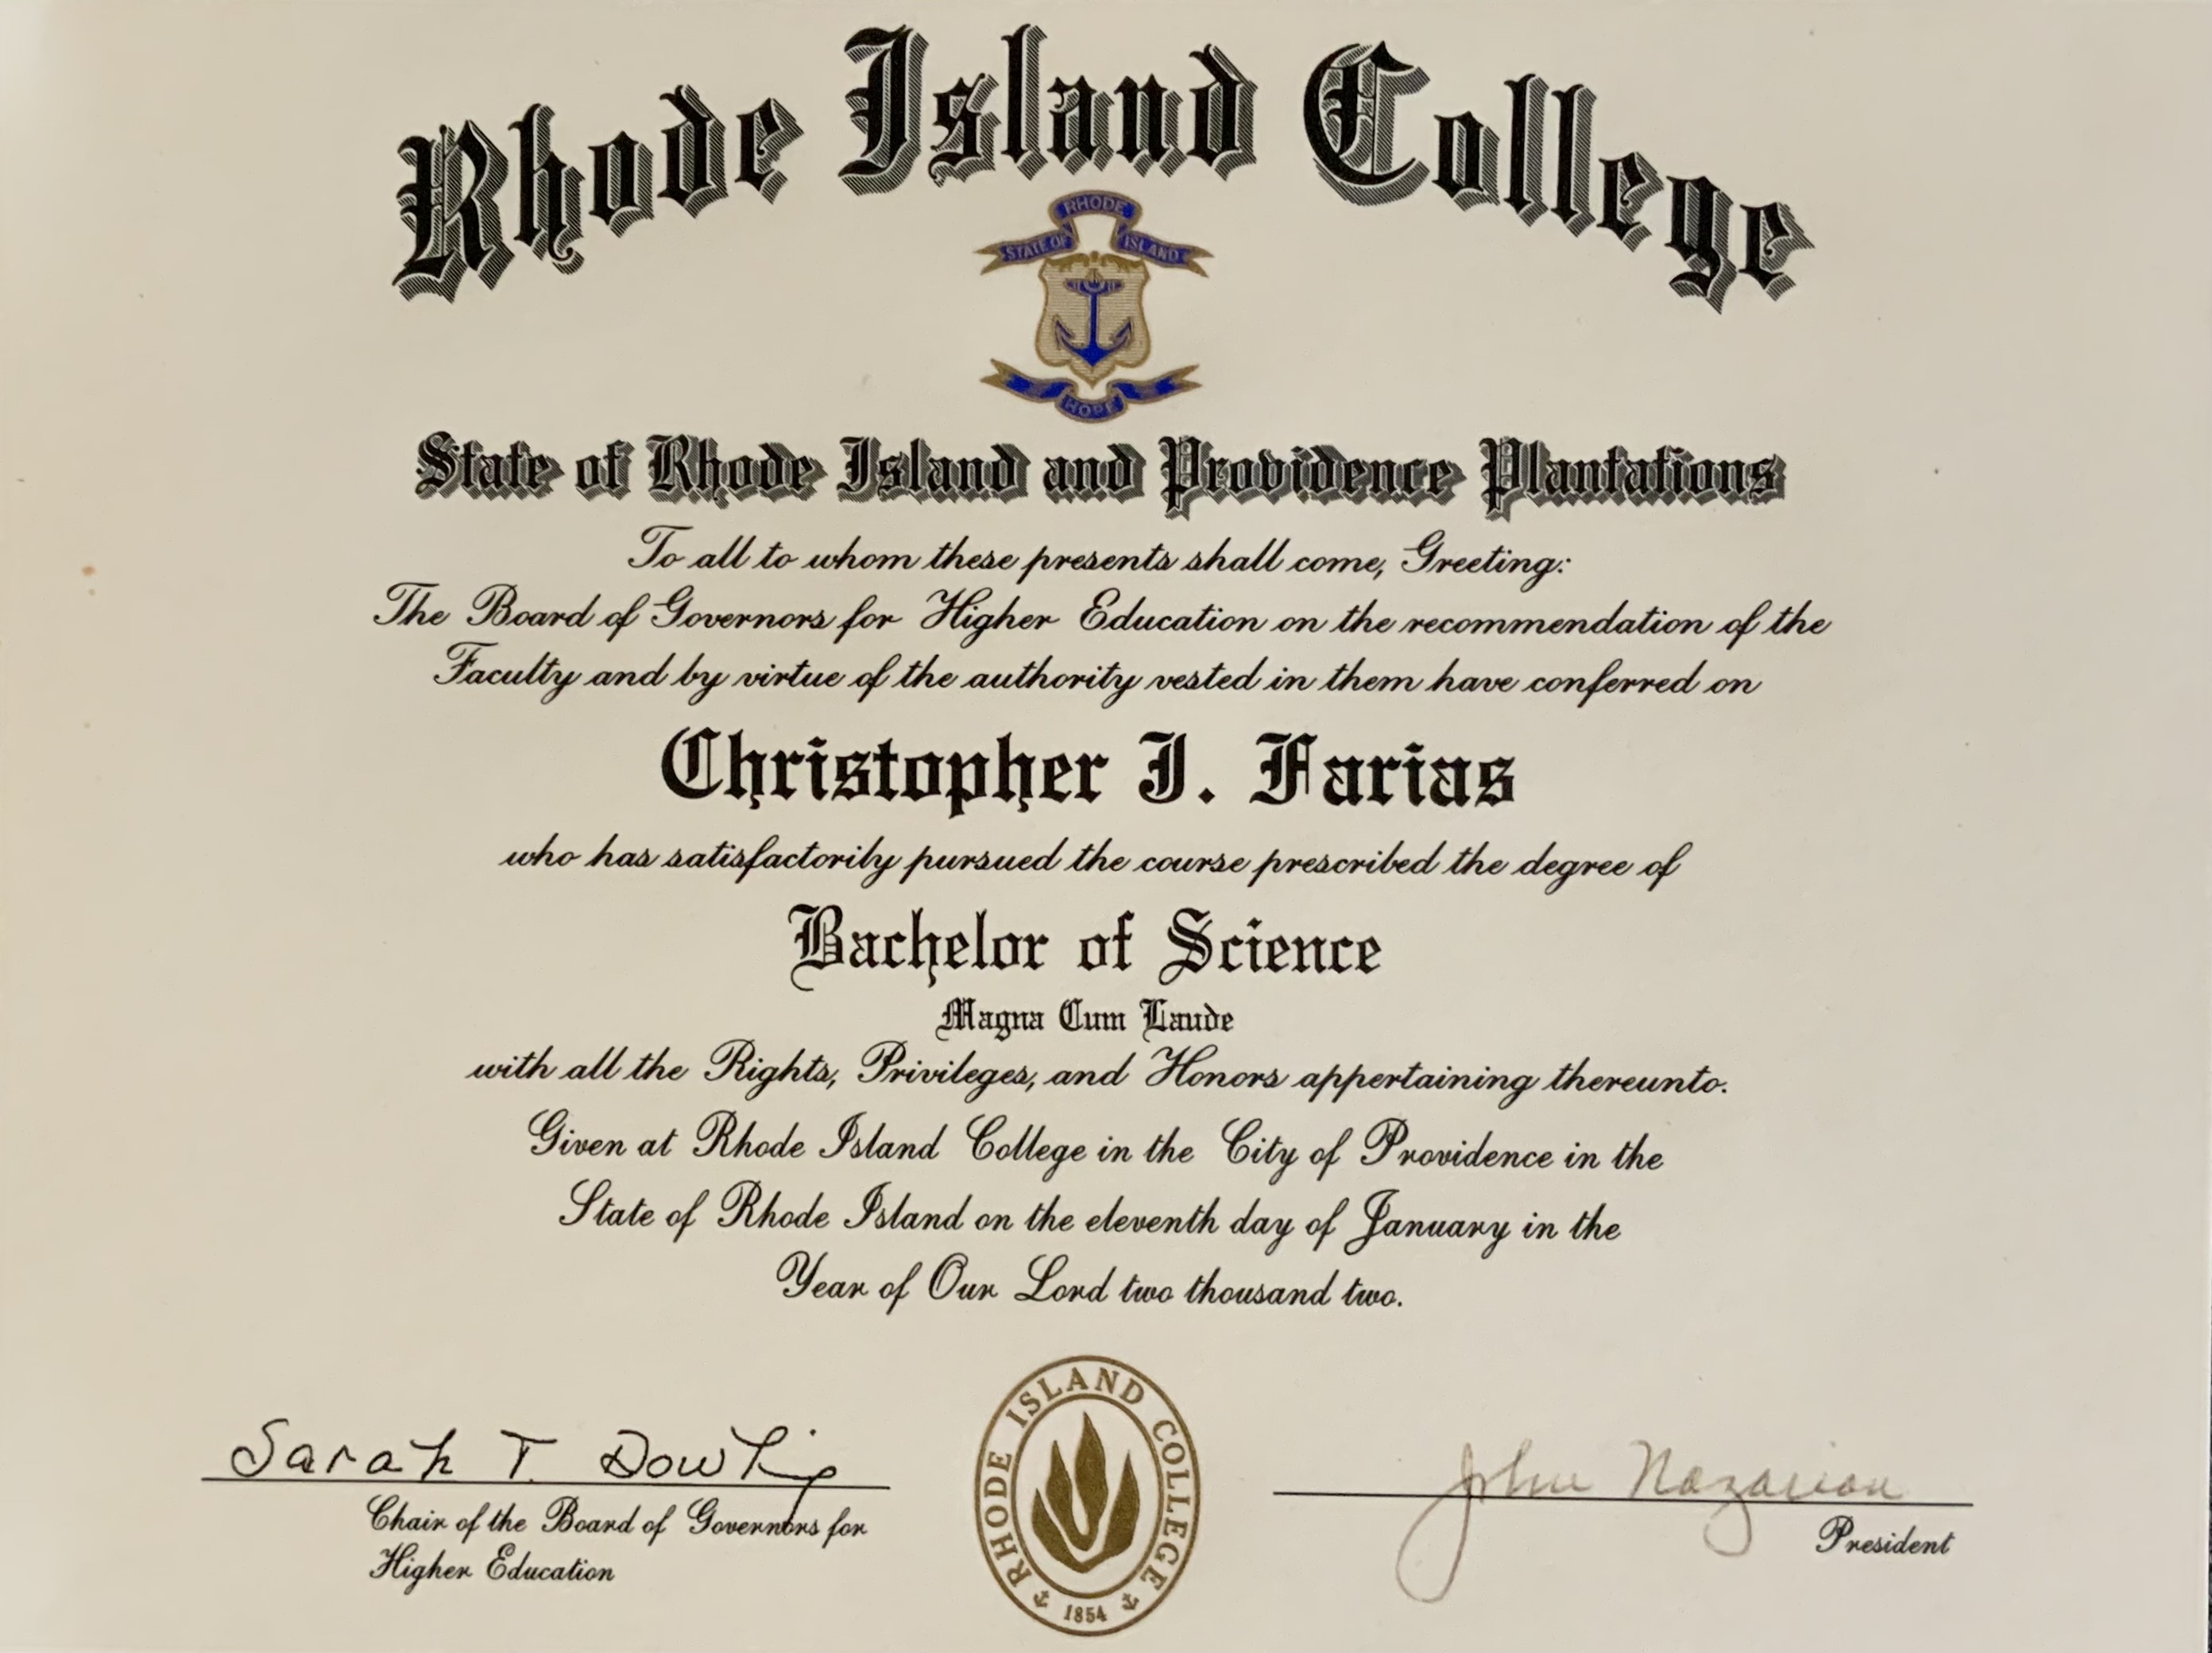 Rhode Island College
RHODE
STATE OF ISLAND
HOPE
State of Rhode Island and Providence Plantations
To all to whom these presents shall come, Greeting:
The Board of Governors for Higher Education on the recommendation of the
Faculty and by virtue of the authority vested in them have conferred on
Christopher J. Farias
who has satisfactorily pursued the course prescribed the degree of
Bachelor of Science
Magna Cum Laude
with all the Rights, Privileges, and Honors appertaining thereunto.
Given at Rhode Island College in the City of Providence in the
State of Rhode Island on the eleventh day of January in the
Year of Our Lord two thousand two.
Sarah T. Dowling
Chair of the Board of Governors for
Higher Education
RHODE ISLAND COLLEGE
1854
John Nazarian
President